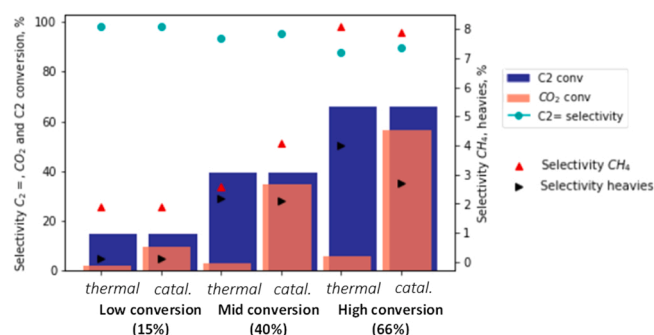 Selectivity C₂=, CO₂ and C2 conversion, %
100
80
60
40
20
0
8
7
6
5
4
3
2
1
0
Selectivity CH₄, heavies, %
C2 conv
CO₂ conv
C2= selectivity
Selectivity CH₄
Selectivity heavies
thermal catal. thermal catal. thermal catal.
Low conversion Mid conversion High conversion
(15%) (40%) (66%)